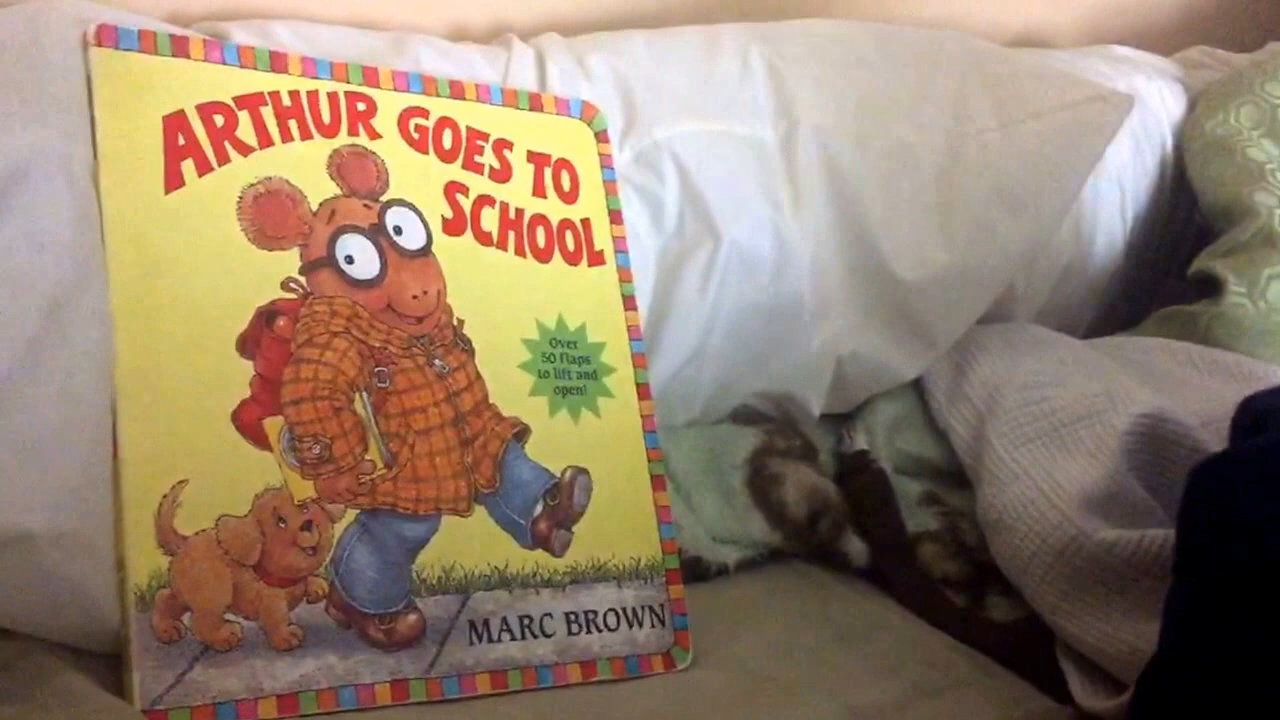 ARTHUR GOES TO
SCHOOL
Over
50 flaps
to lift and
open!
MARC BROWN